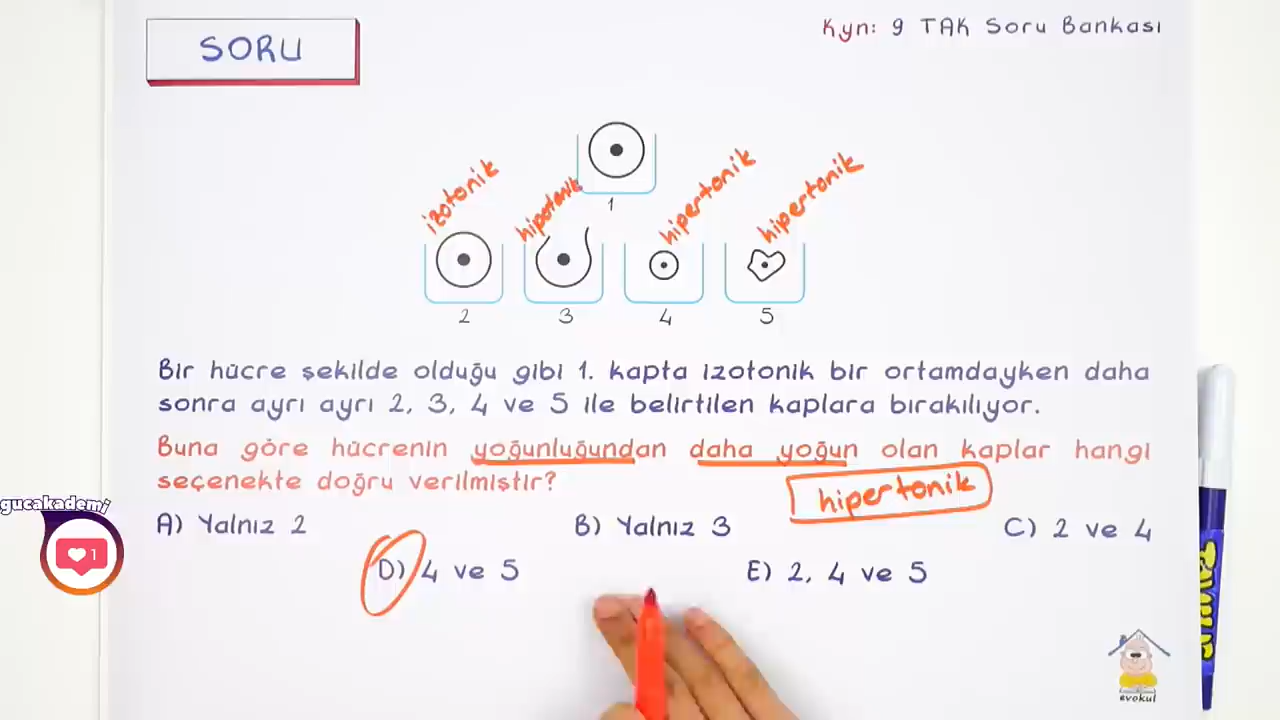 SORU
Kyn: 9 TAK Soru Bankası
1
izotonik
hipotonik
hipertonik
hipertonik
2
3
4
5
Bir hücre şekilde olduğu gibi 1. kapta izotonik bir ortamdayken daha
sonra ayrı ayrı 2, 3, 4 ve 5 ile belirtilen kaplara bırakılıyor.
Buna göre hücrenin yoğunluğundan daha yoğun olan kaplar hangi
seçenekte doğru verilmiştir?
hipertonik
gucakademi
1
A) Yalnız 2
B) Yalnız 3
C) 2 ve 4
D) 4 ve 5
E) 2, 4 ve 5
evokul